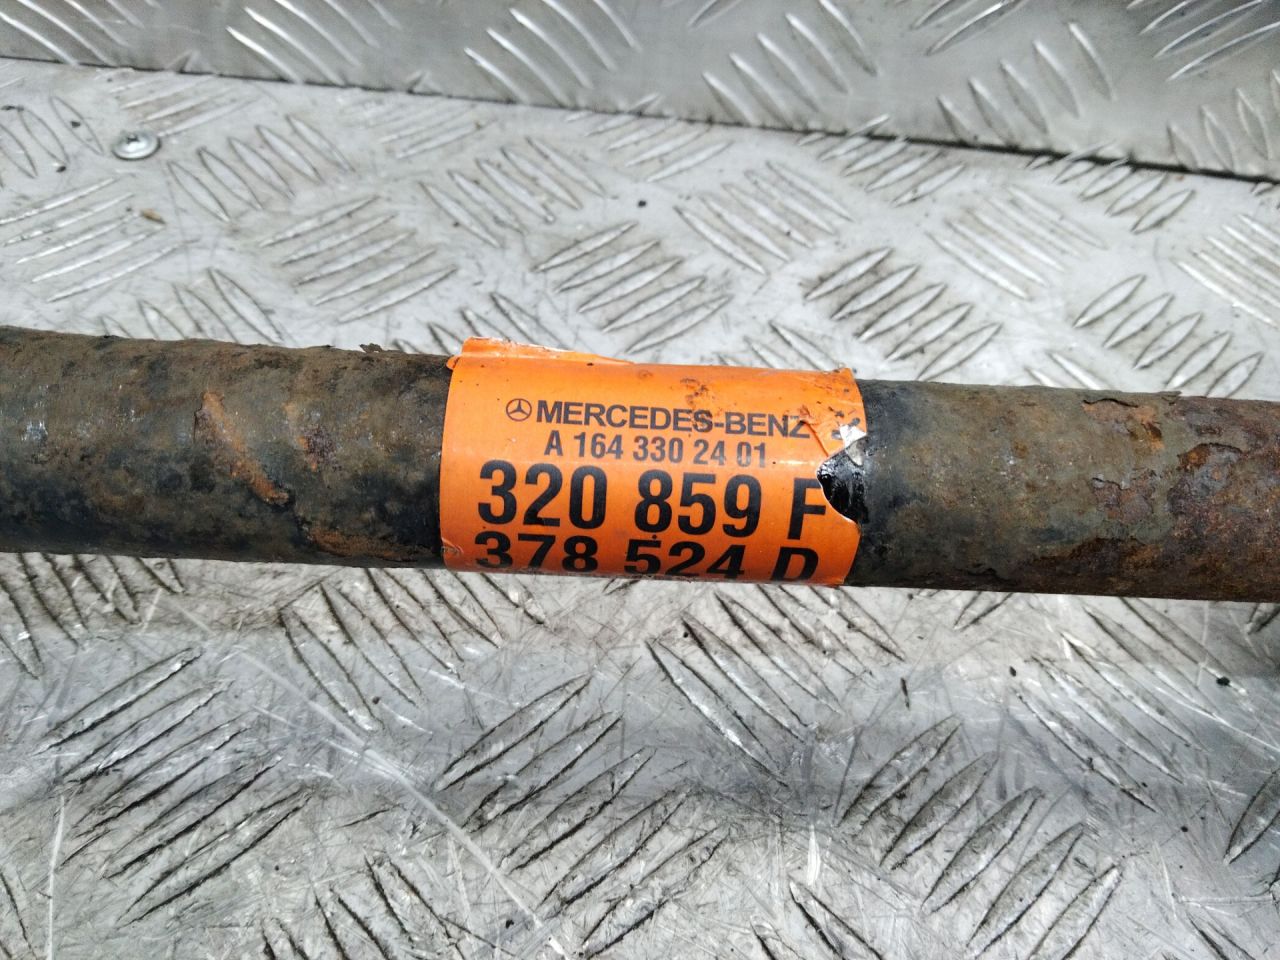 MERCEDES-BENZ
A 164 330 24 01
320 859 F
378 524 D